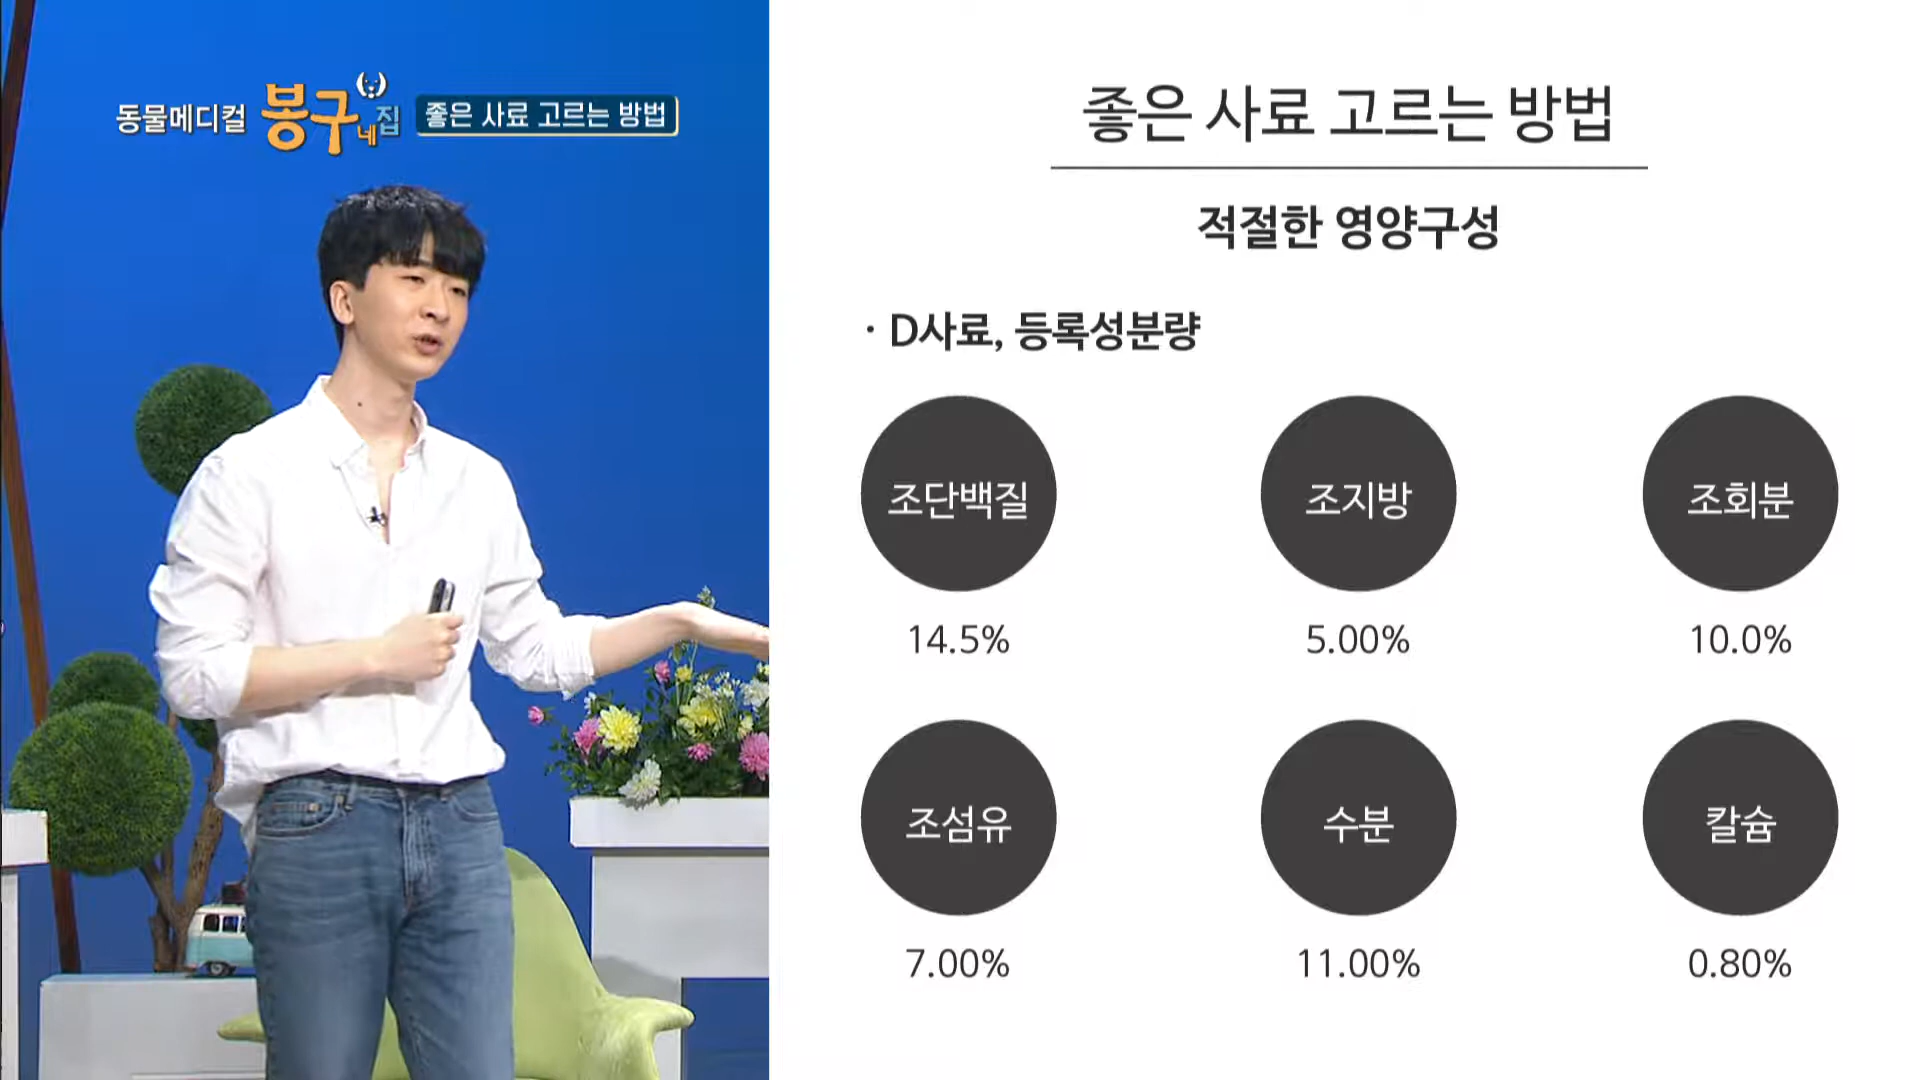 동물메디컬 봉구네집 좋은 사료 고르는 방법
좋은 사료 고르는 방법
적절한 영양구성
· D사료, 등록성분량
조단백질 조지방 조회분
14.5% 5.00% 10.0%
조섬유 수분 칼슘
7.00% 11.00% 0.80%